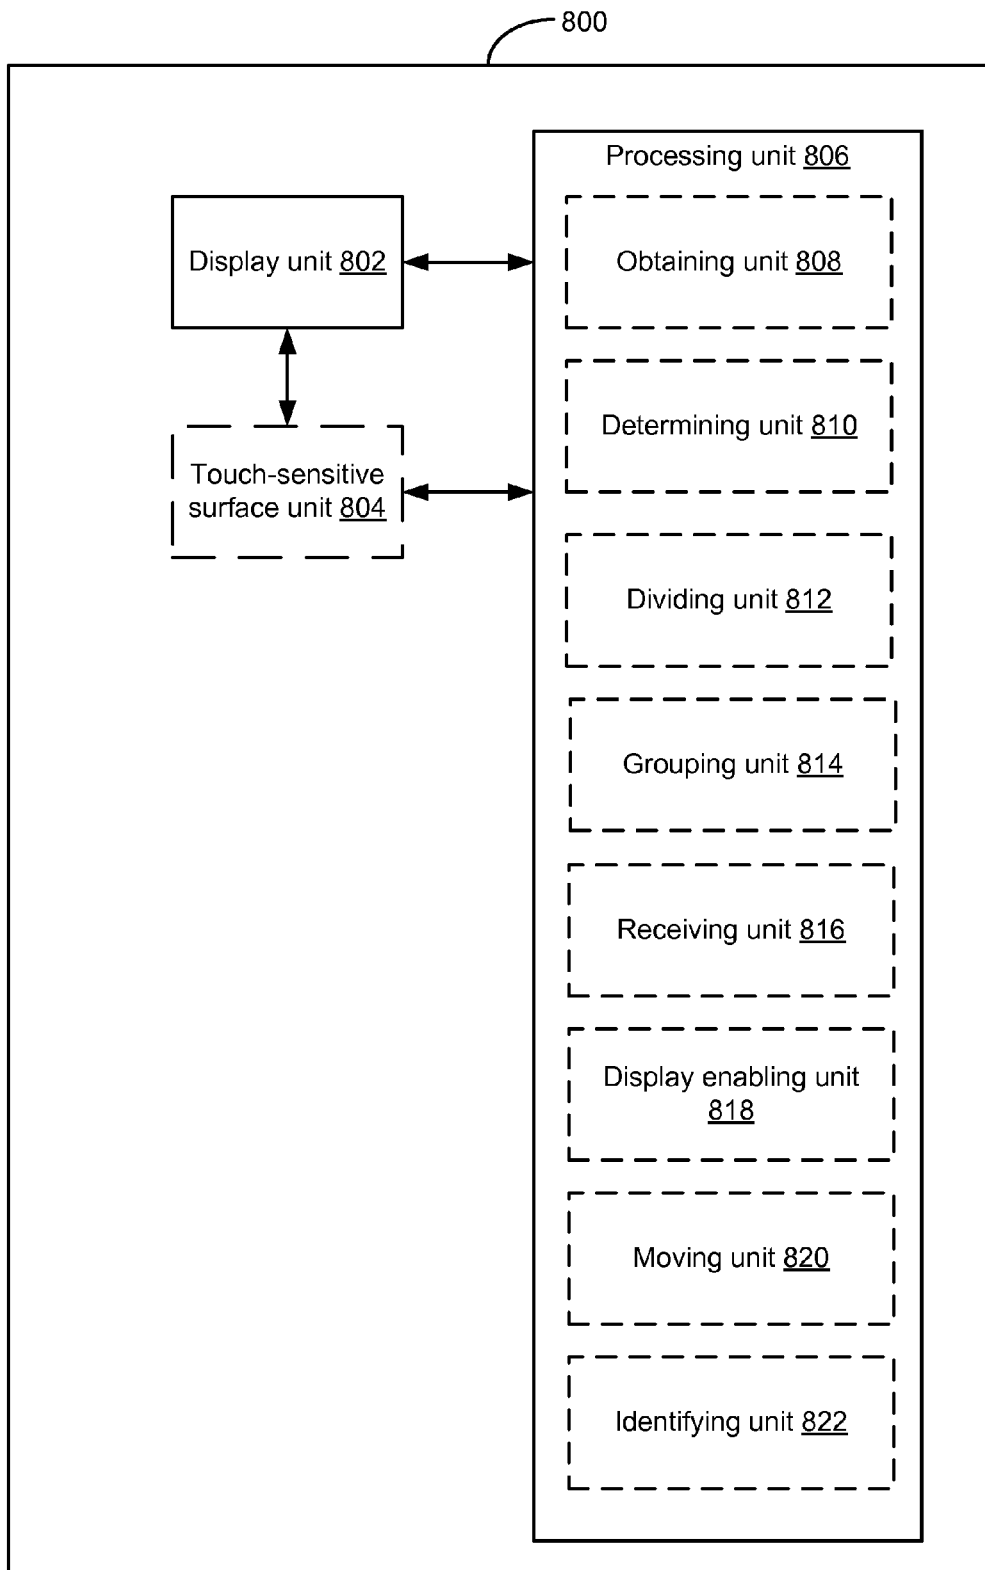 800
Processing unit 806
Display unit 802
Obtaining unit 808
Determining unit 810
Touch-sensitive
surface unit 804
Dividing unit 812
Grouping unit 814
Receiving unit 816
Display enabling unit
818
Moving unit 820
Identifying unit 822